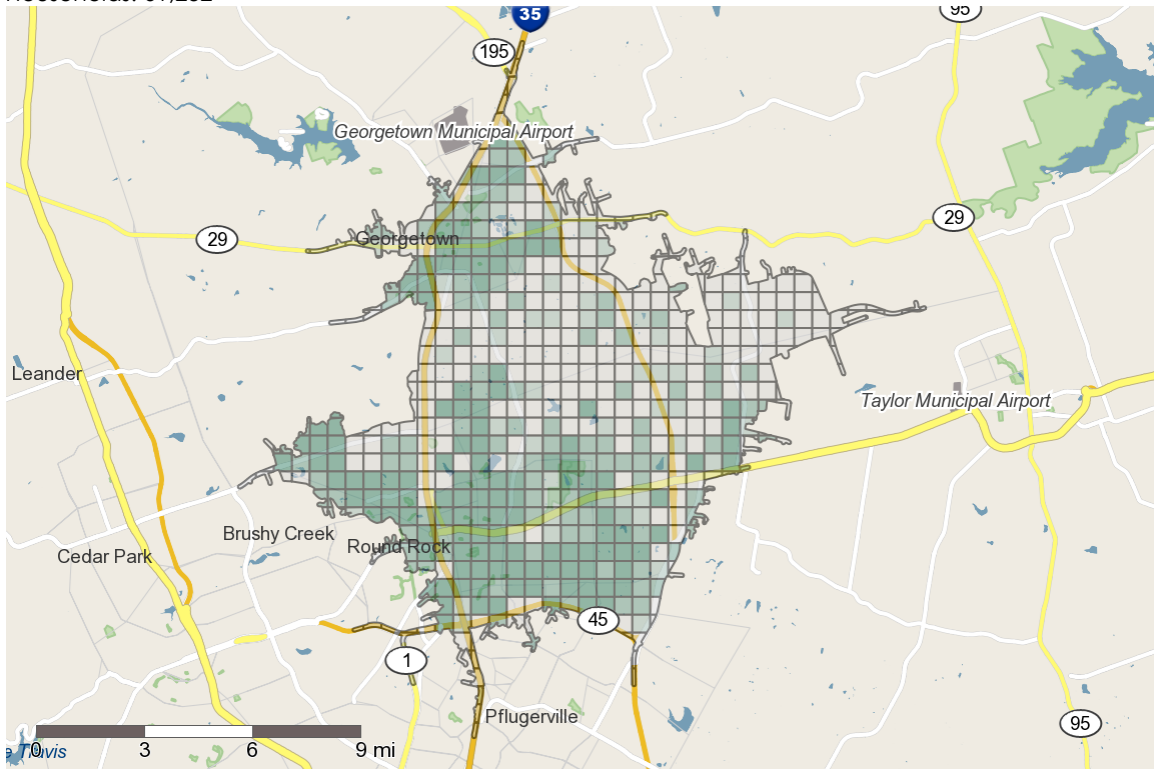 35
95
195
Georgetown Municipal Airport
29
Georgetown
29
Leander
Taylor Municipal Airport
Brushy Creek
Round Rock
Cedar Park
45
1
Pflugerville
95
0 3 6 9 mi
Travis